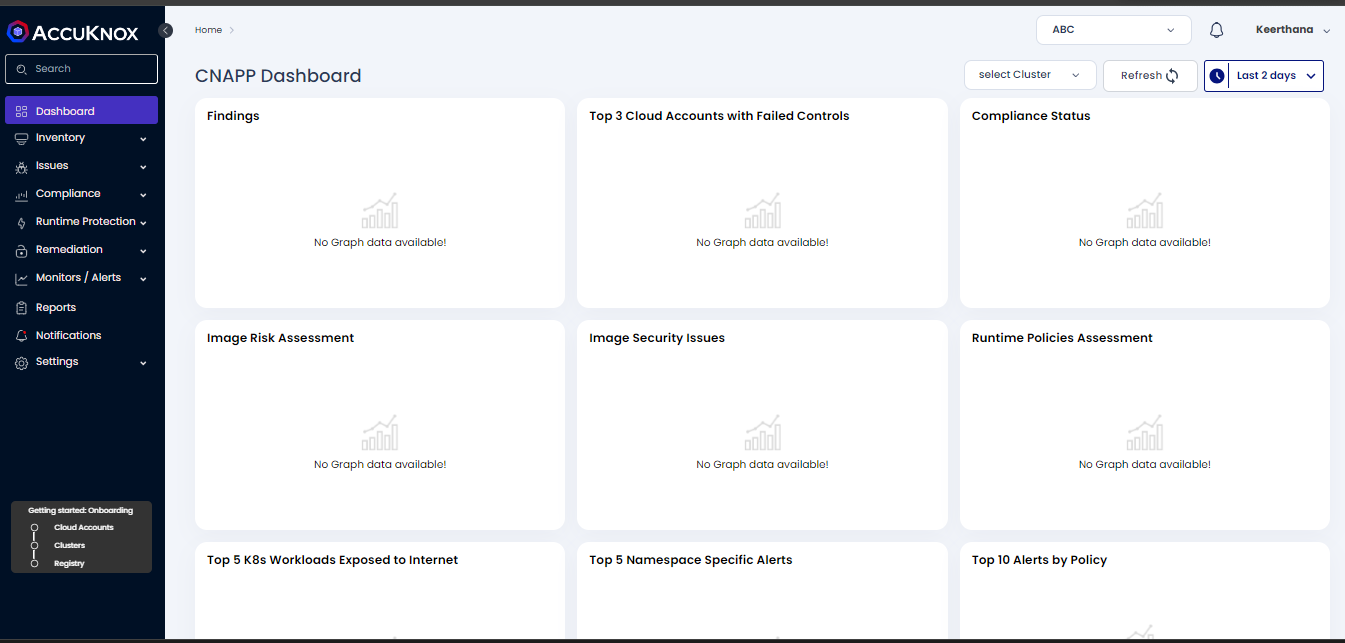 ACCUKNOX
Search
Dashboard
Inventory
Issues
Compliance
Runtime Protection
Remediation
Monitors / Alerts
Reports
Notifications
Settings
Getting started: Onboarding
Cloud Accounts
Clusters
Registry
Home
ABC
Keerthana
CNAPP Dashboard
select Cluster
Refresh
Last 2 days
Findings
No Graph data available!
Top 3 Cloud Accounts with Failed Controls
No Graph data available!
Compliance Status
No Graph data available!
Image Risk Assessment
No Graph data available!
Image Security Issues
No Graph data available!
Runtime Policies Assessment
No Graph data available!
Top 5 K8s Workloads Exposed to Internet
Top 5 Namespace Specific Alerts
Top 10 Alerts by Policy